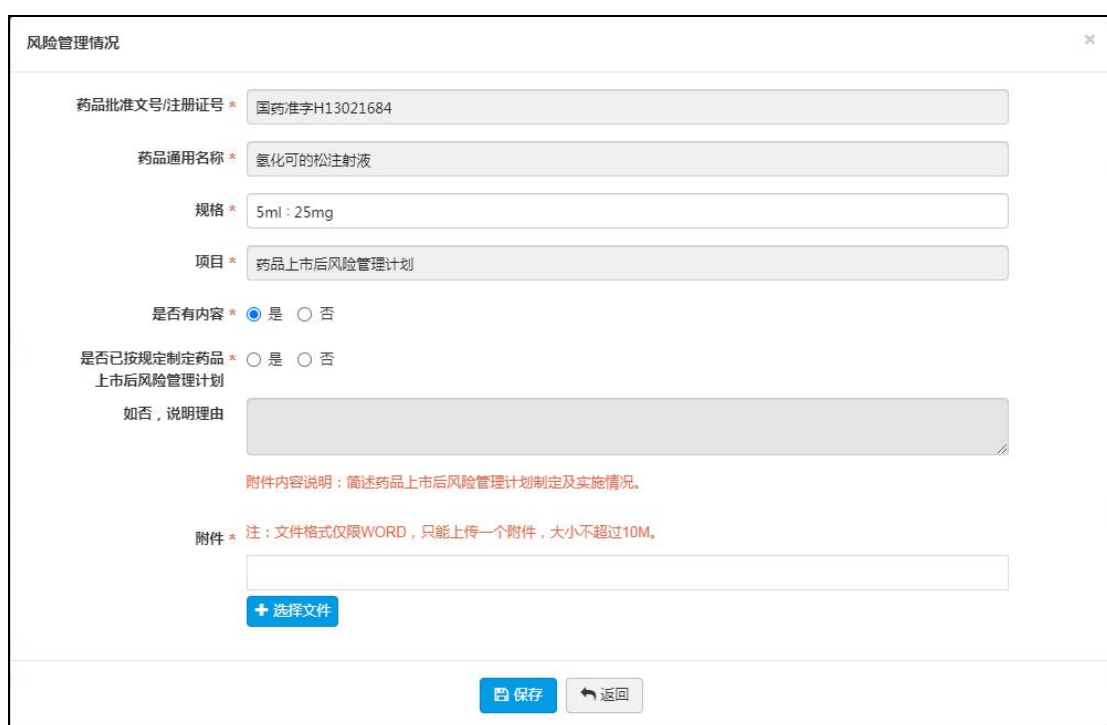 风险管理情况 ×
药品批准文号/注册证号 * 国药准字H13021684
药品通用名称 * 氢化可的松注射液
规格 * 5ml：25mg
项目 * 药品上市后风险管理计划
是否有内容 * 是 否
是否已按规定制定药品 * 是 否
上市后风险管理计划
如否，说明理由
附件内容说明：简述药品上市后风险管理计划制定及实施情况。
附件 * 注：文件格式仅限WORD，只能上传一个附件，大小不超过10M。
+ 选择文件
保存 返回